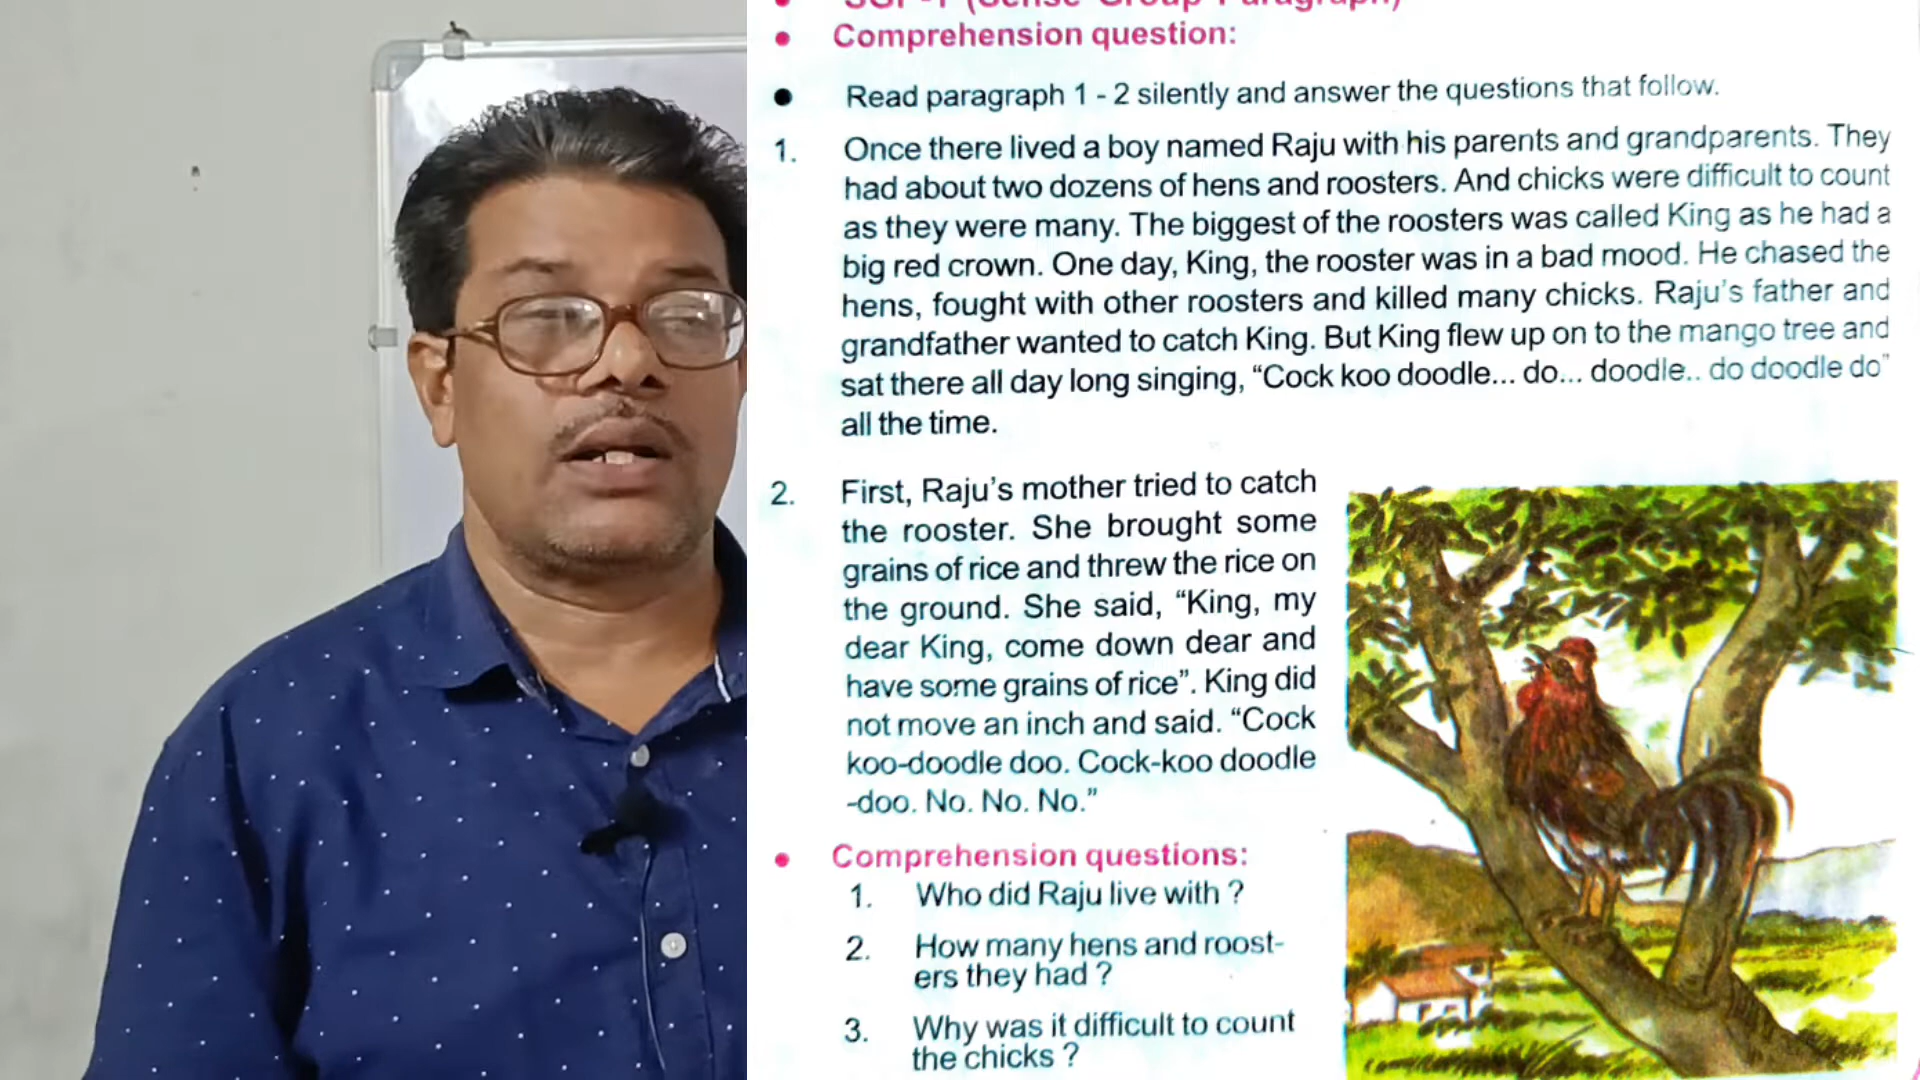 Comprehension question:
Read paragraph 1 - 2 silently and answer the questions that follow.
1. Once there lived a boy named Raju with his parents and grandparents. They
had about two dozens of hens and roosters. And chicks were difficult to count
as they were many. The biggest of the roosters was called King as he had a
big red crown. One day, King, the rooster was in a bad mood. He chased the
hens, fought with other roosters and killed many chicks. Raju's father and
grandfather wanted to catch King. But King flew up on to the mango tree and
sat there all day long singing, “Cock koo doodle... do... doodle.. do doodle do”
all the time.
2. First, Raju's mother tried to catch
the rooster. She brought some
grains of rice and threw the rice on
the ground. She said, “King, my
dear King, come down dear and
have some grains of rice”. King did
not move an inch and said. “Cock
koo-doodle doo. Cock-koo doodle
-doo. No. No. No.”
Comprehension questions:
1. Who did Raju live with ?
2. How many hens and roost-
ers they had ?
3. Why was it difficult to count
the chicks ?